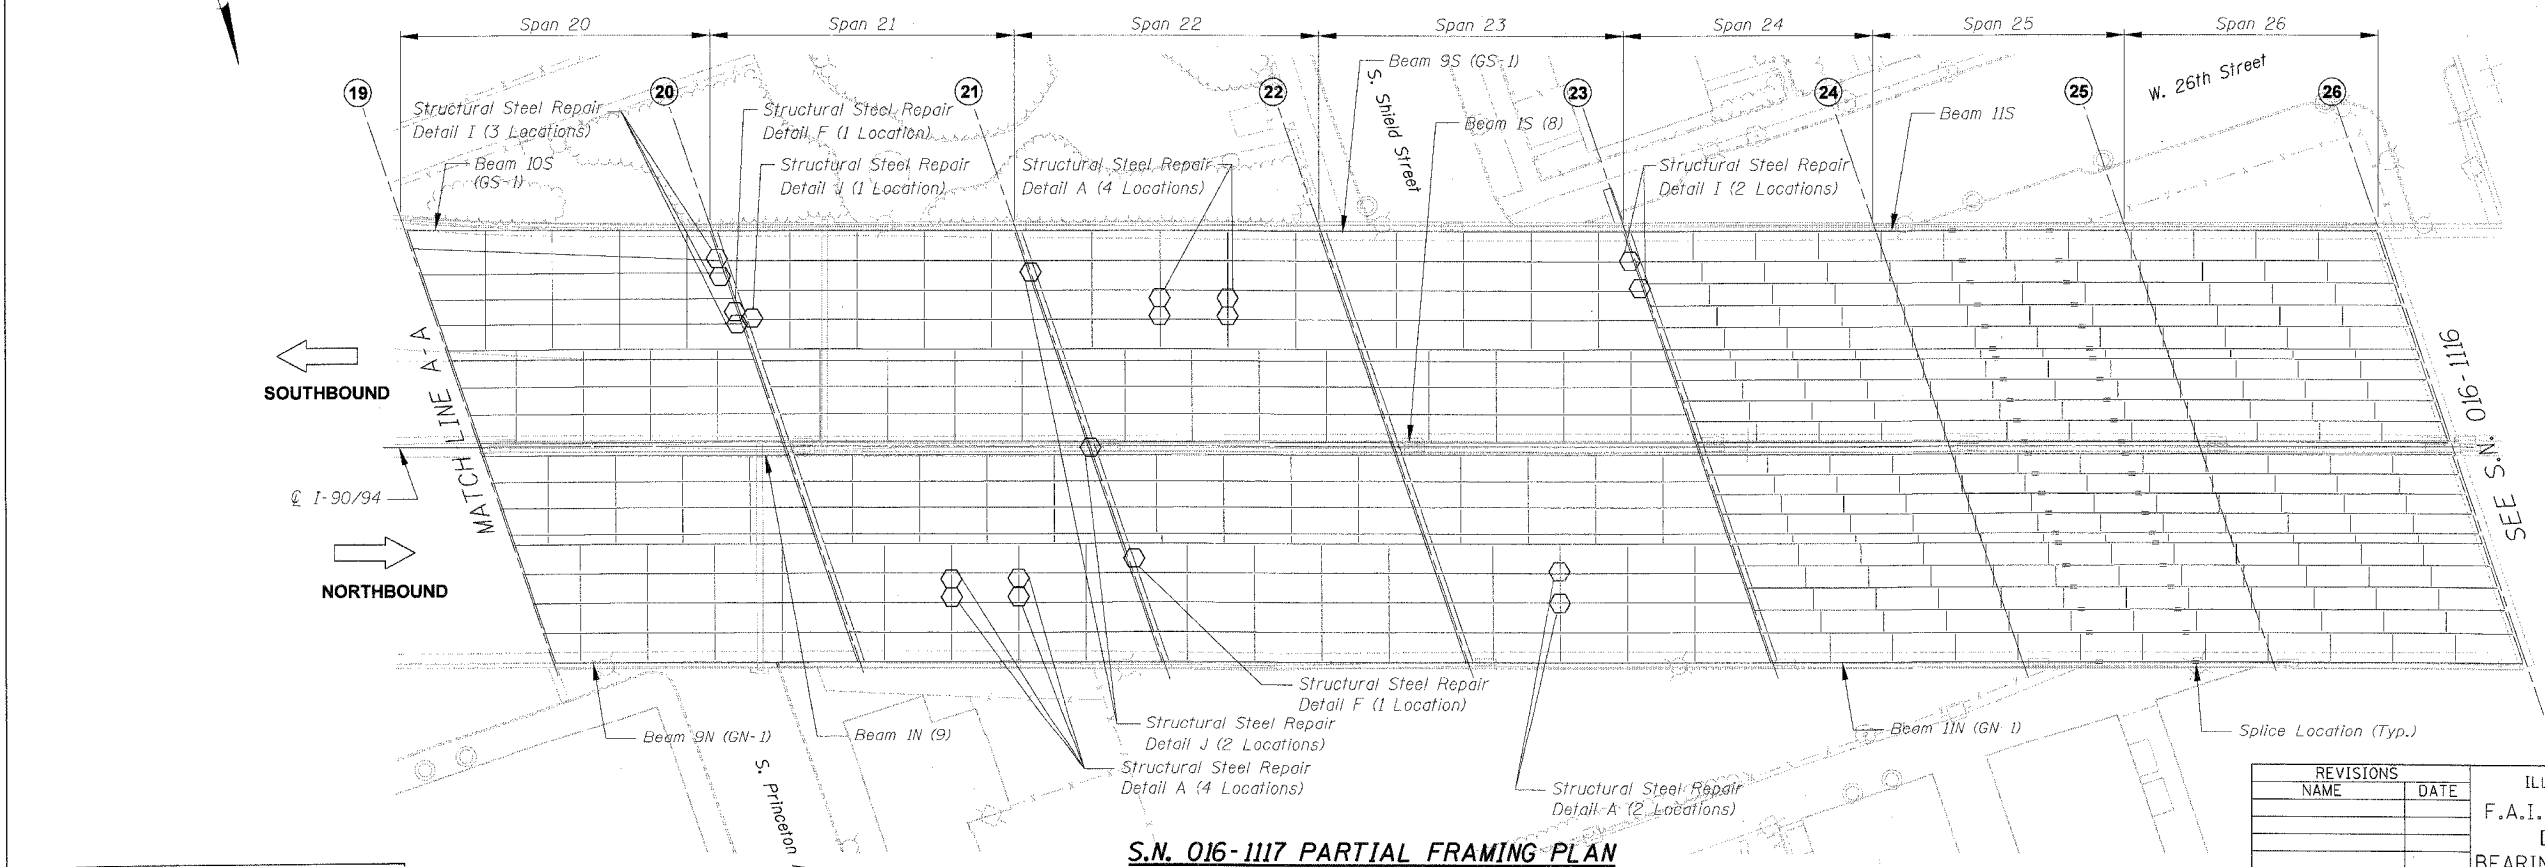 Span 20
Span 21
Span 22
Span 23
Span 24
Span 25
Span 26
19
20
21
22
23
24
25
26
Structural Steel Repair
Detail I (3 Locations)
Structural Steel Repair
Detail F (1 Location)
Beam 9S (GS-1)
S. Shield Street
Beam 1S (8)
Beam 11S
W. 26th Street
Beam 10S
(GS-1)
Structural Steel Repair
Detail J (1 Location)
Structural Steel Repair
Detail A (4 Locations)
Structural Steel Repair
Detail I (2 Locations)
MATCH LINE A-A
SOUTHBOUND
℄ I-90/94
NORTHBOUND
SEE S.N. 016-1116
Structural Steel Repair
Detail F (1 Location)
Structural Steel Repair
Detail J (2 Locations)
Structural Steel Repair
Detail A (4 Locations)
Structural Steel Repair
Detail A (2 Locations)
Beam 9N (GN-1)
Beam 1N (9)
Beam 11N (GN 1)
Splice Location (Typ.)
S. Princeton
S.N. 016-1117 PARTIAL FRAMING PLAN
REVISIONS
NAME
DATE
F.A.I.